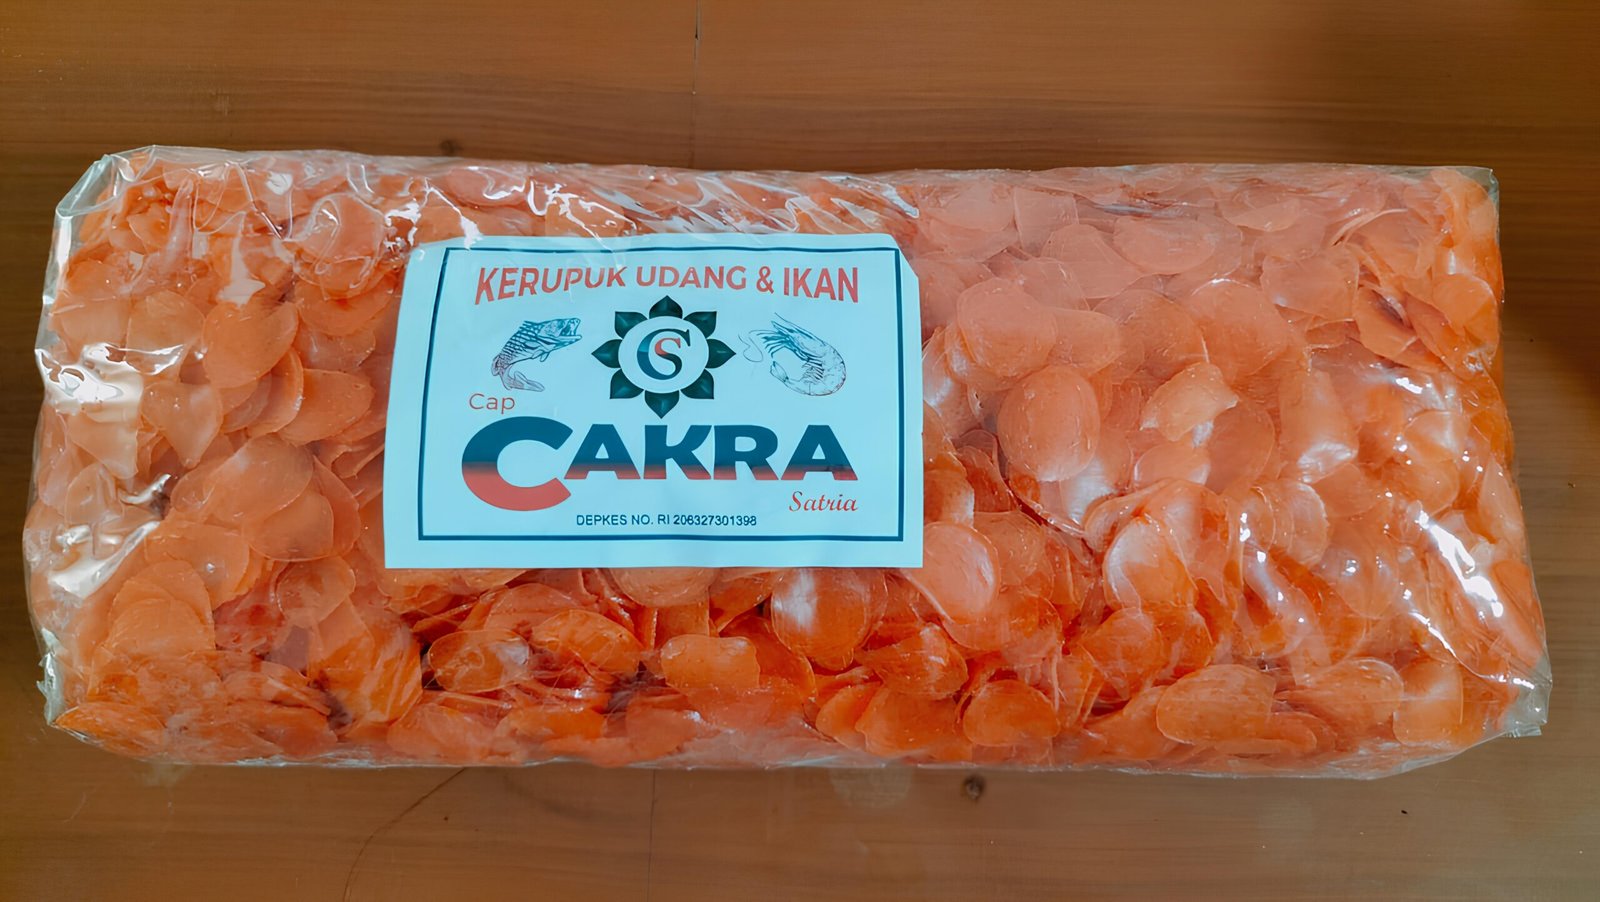 KERUPUK UDANG & IKAN
CS
Cap
CAKRA
Satria
DEPKES NO. RI 206327301398